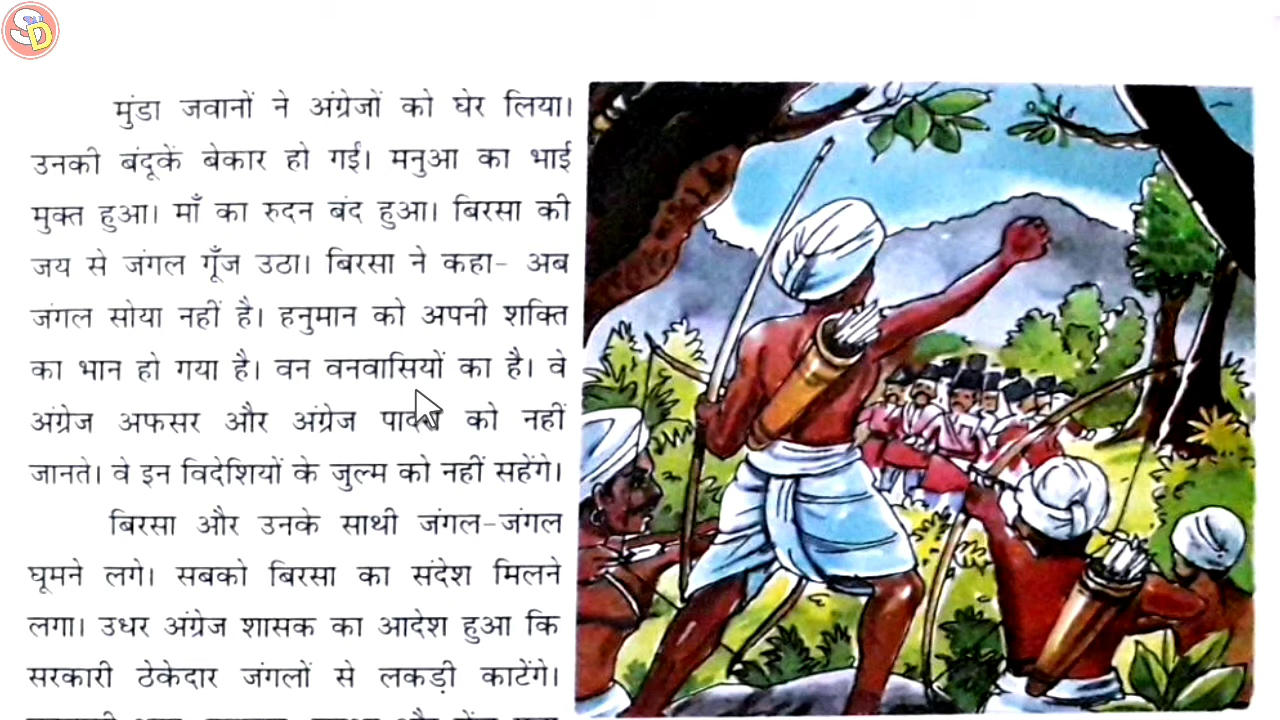 SD
मुंडा जवानों ने अंग्रेजों को घेर लिया।
उनकी बंदूकें बेकार हो गईं। मनुआ का भाई
मुक्त हुआ। माँ का रुदन बंद हुआ। बिरसा की
जय से जंगल गूँज उठा। बिरसा ने कहा- अब
जंगल सोया नहीं है। हनुमान को अपनी शक्ति
का भान हो गया है। वन वनवासियों का है। वे
अंग्रेज अफसर और अंग्रेज को नहीं
जानते। वे इन विदेशियों के जुल्म को नहीं सहेंगे।
बिरसा और उनके साथी जंगल-जंगल
घूमने लगे। सबको बिरसा का संदेश मिलने
लगा। उधर अंग्रेज शासक का आदेश हुआ कि
सरकारी ठेकेदार जंगलों से लकड़ी काटेंगे।